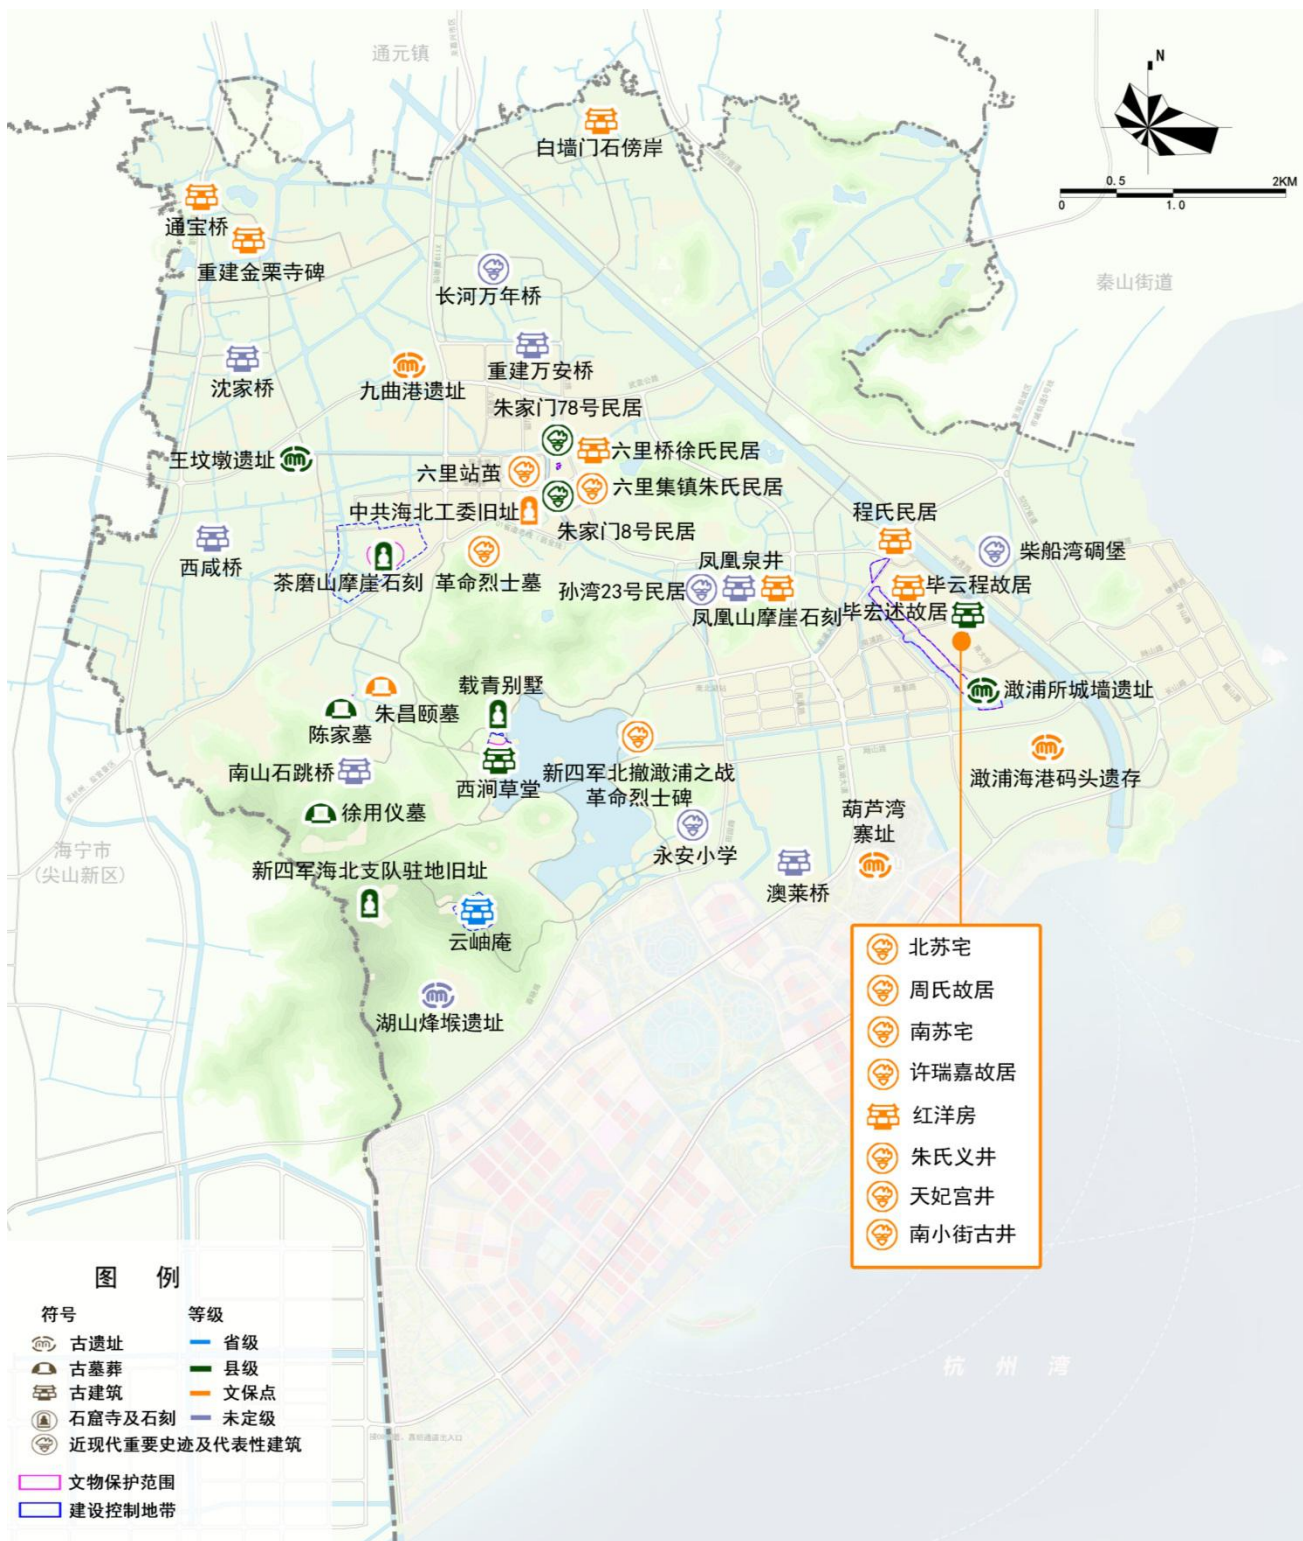 通元镇
N
0.5
2KM
0
1.0
白墙门石傍岸
通宝桥
重建金栗寺碑
秦山街道
长河万年桥
沈家桥
九曲港遗址
重建万安桥
朱家门78号民居
王坟墩遗址
六里桥徐氏民居
六里站茧
六里集镇朱氏民居
中共海北工委旧址
朱家门8号民居
程氏民居
西咸桥
茶磨山摩崖石刻
革命烈士墓
凤凰泉井
柴船湾碉堡
孙湾23号民居
凤凰山摩崖石刻
毕云程故居
毕宏述故居
载青别墅
澉浦所城墙遗址
朱昌颐墓
陈家墓
南山石跳桥
西涧草堂
新四军北撤澉浦之战
革命烈士碑
澉浦海港码头遗存
徐用仪墓
葫芦湾
寨址
海宁市
(尖山新区)
永安小学
新四军海北支队驻地旧址
澳莱桥
云岫庵
湖山烽堠遗址
北苏宅
周氏故居
南苏宅
许瑞嘉故居
红洋房
朱氏义井
天妃宫井
南小街古井
杭州湾
图例
符号
等级
古遗址
省级
古墓葬
县级
古建筑
文保点
石窟寺及石刻
未定级
近现代重要史迹及代表性建筑
文物保护范围
建设控制地带